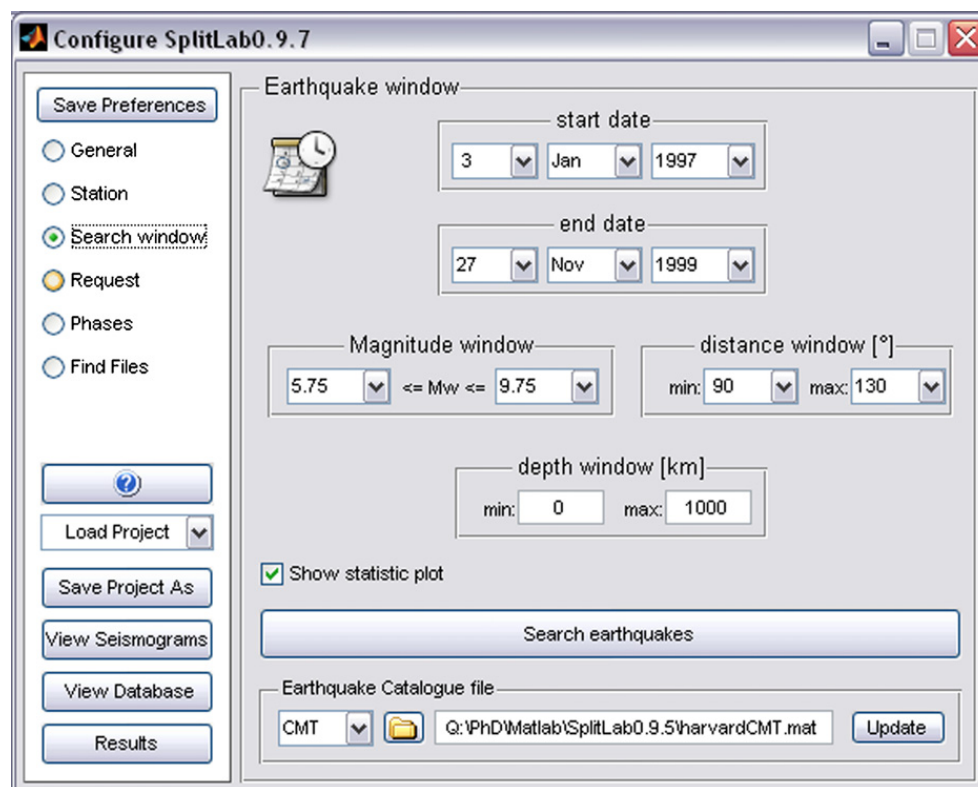 Configure SplitLab0.9.7
Save Preferences
General
Station
Search window
Request
Phases
Find Files
?
Load Project
Save Project As
View Seismograms
View Database
Results
Earthquake window
start date
3 Jan 1997
end date
27 Nov 1999
Magnitude window
5.75 <= Mw <= 9.75
distance window [°]
min: 90 max: 130
depth window [km]
min: 0 max: 1000
Show statistic plot
Search earthquakes
Earthquake Catalogue file
CMT Q:\PhD\Matlab\SplitLab0.9.5\harvardCMT.mat Update